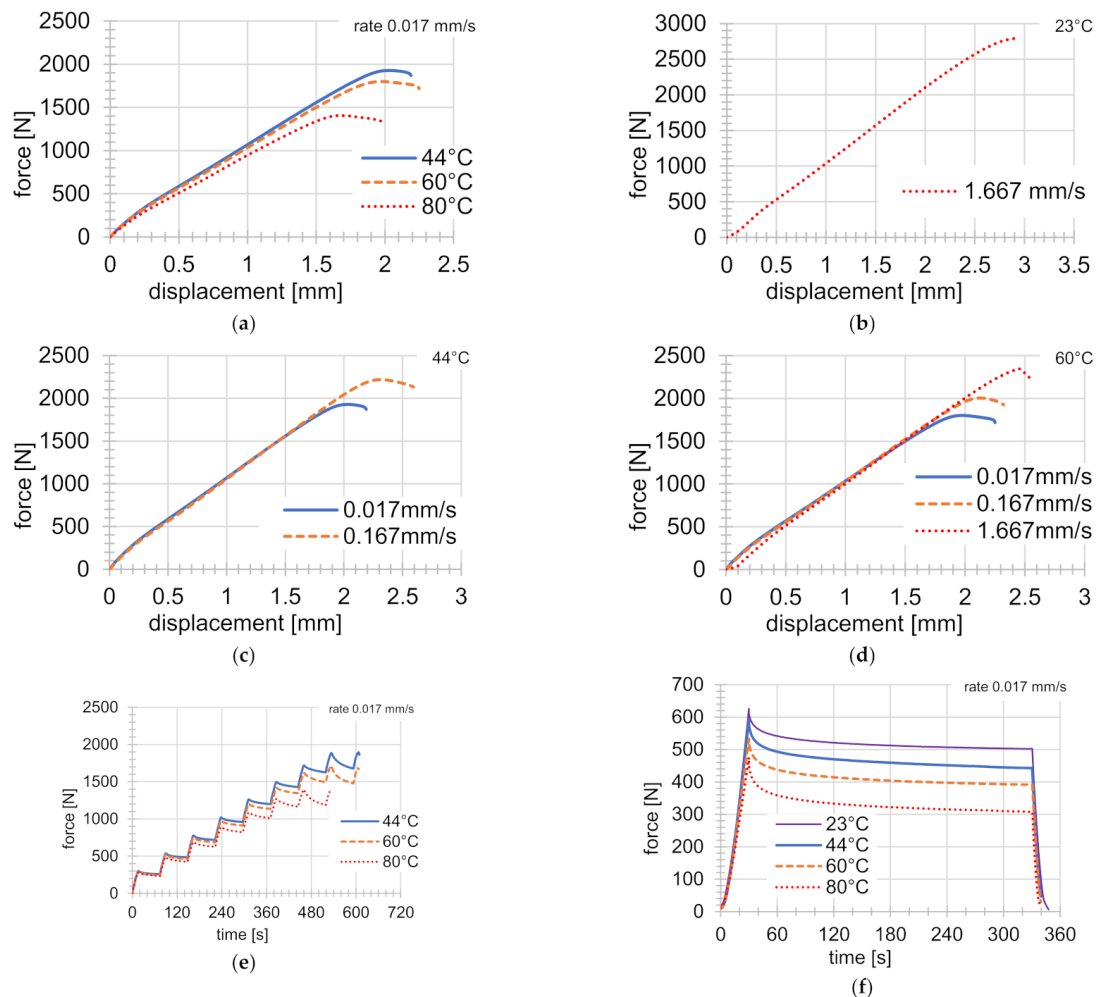 rate 0.017 mm/s
2500
2000
1500
1000
500
0
force [N]
44°C
60°C
80°C
0 0.5 1 1.5 2 2.5
displacement [mm]
(a)
23°C
3000
2500
2000
1500
1000
500
0
force [N]
1.667 mm/s
0 0.5 1 1.5 2 2.5 3 3.5
displacement [mm]
(b)
44°C
2500
2000
1500
1000
500
0
force [N]
0.017mm/s
0.167mm/s
0 0.5 1 1.5 2 2.5 3
displacement [mm]
(c)
60°C
2500
2000
1500
1000
500
0
force [N]
0.017mm/s
0.167mm/s
1.667mm/s
0 0.5 1 1.5 2 2.5 3
displacement [mm]
(d)
rate 0.017 mm/s
2500
2000
1500
1000
500
0
force [N]
44°C
60°C
80°C
0 120 240 360 480 600 720
time [s]
(e)
rate 0.017 mm/s
700
600
500
400
300
200
100
0
force [N]
23°C
44°C
60°C
80°C
0 60 120 180 240 300 360
time [s]
(f)